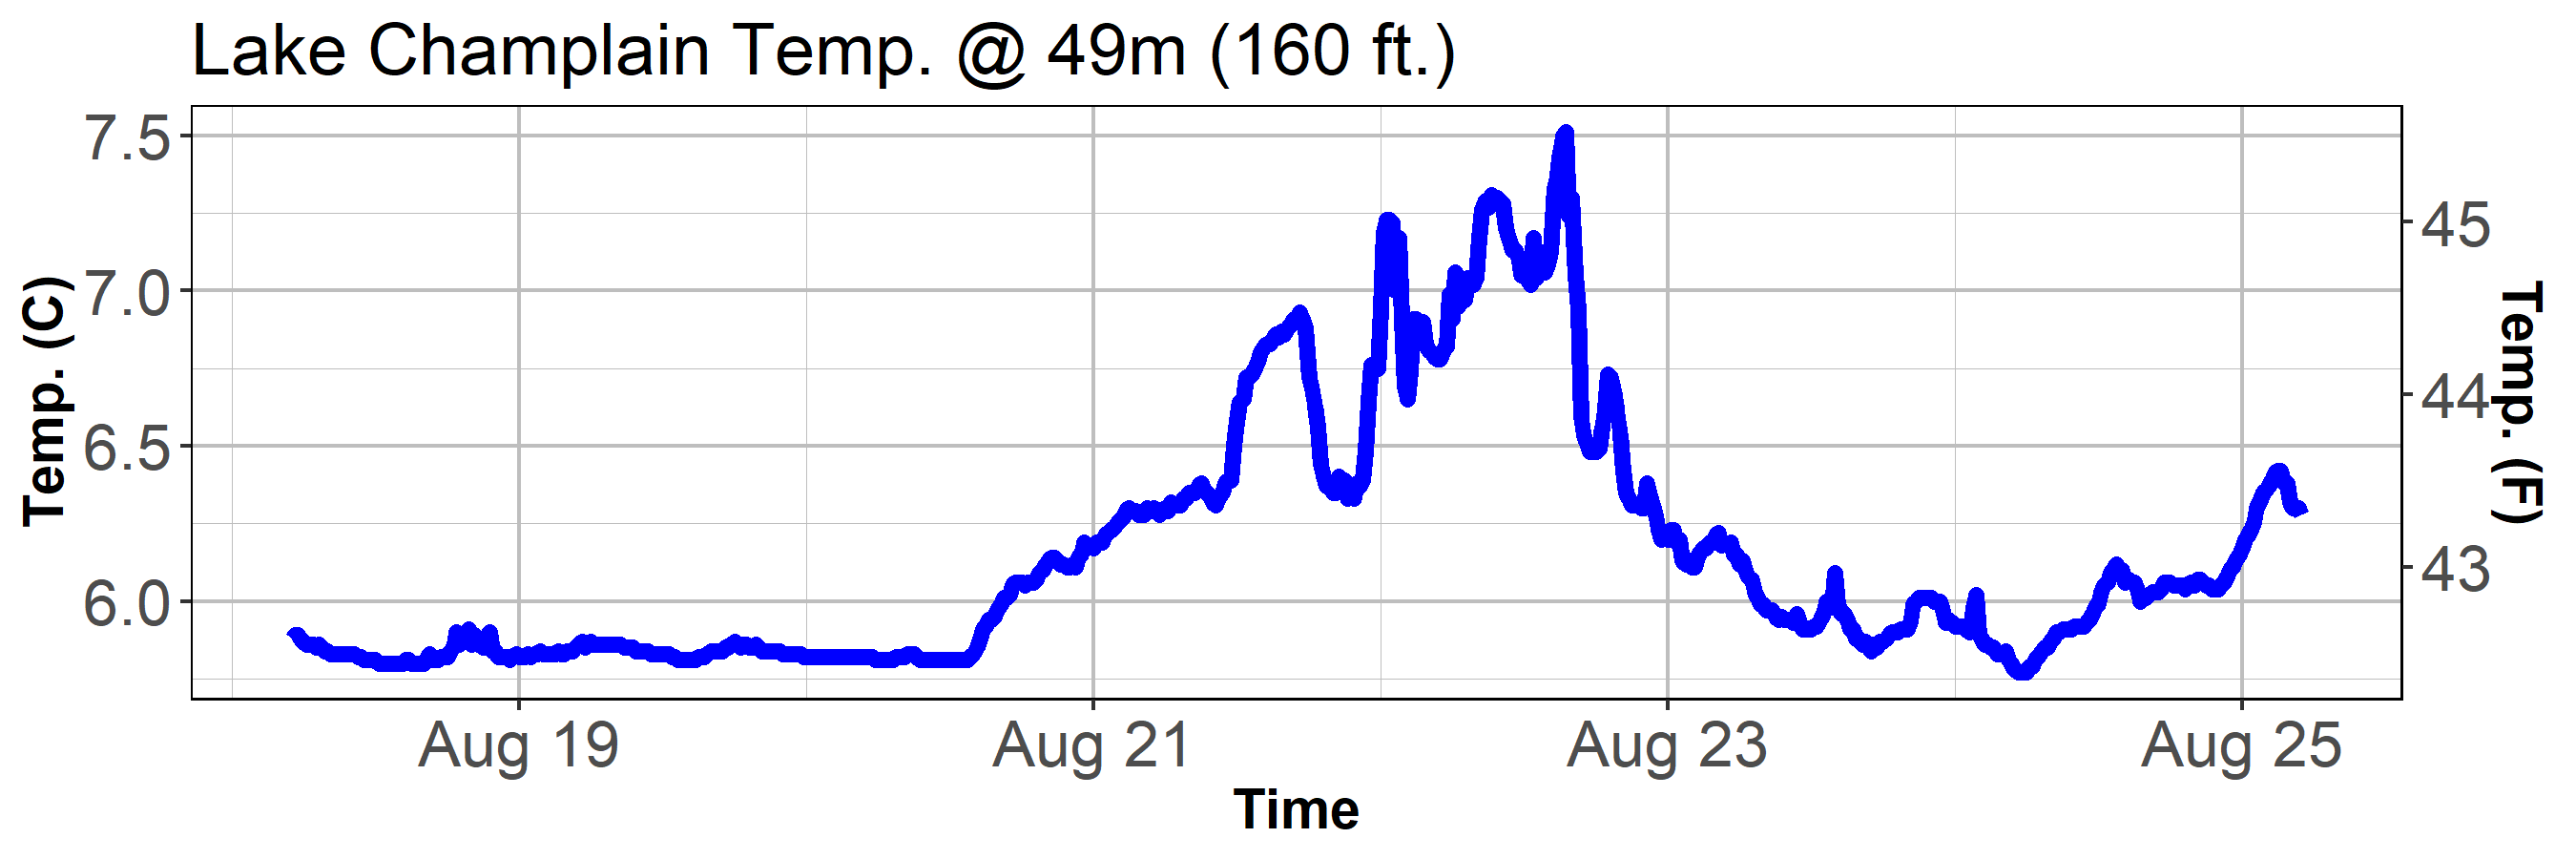 Lake Champlain Temp. @ 49m (160 ft.)
7.5
7.0
6.5
6.0
Temp. (C)
45
44
43
Temp. (F)
Aug 19 Aug 21 Aug 23 Aug 25
Time